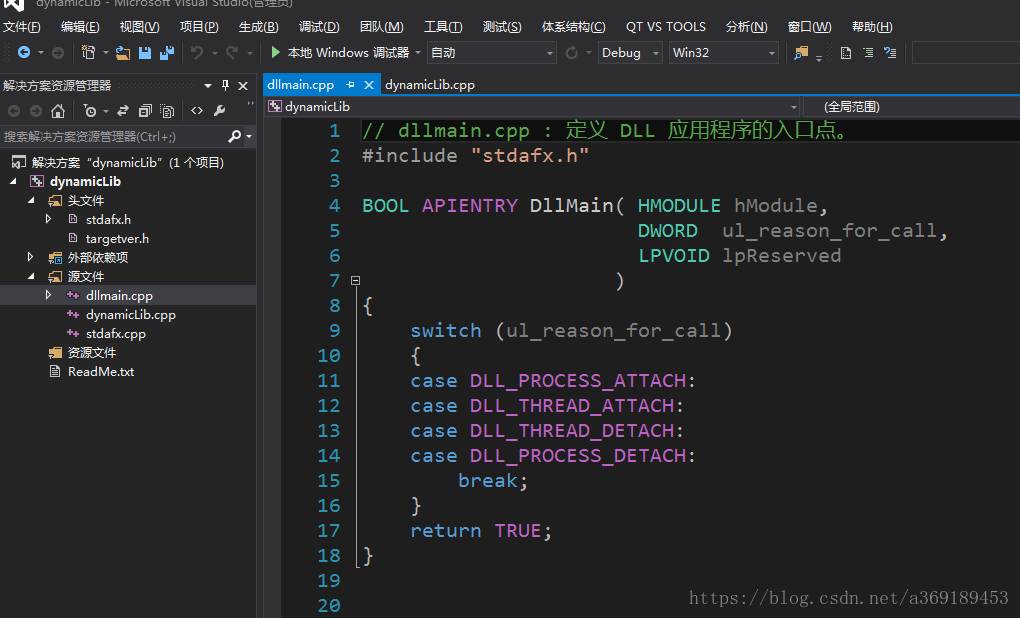 dynamicLib - Microsoft Visual Studio(管理员)
文件(F) 编辑(E) 视图(V) 项目(P) 生成(B) 调试(D) 团队(M) 工具(T) 测试(S) 体系结构(C) QT VS TOOLS 分析(N) 窗口(W) 帮助(H)
本地 Windows 调试器 自动 Debug Win32
解决方案资源管理器
搜索解决方案资源管理器(Ctrl+;)
解决方案“dynamicLib”(1 个项目)
dynamicLib
头文件
stdafx.h
targetver.h
外部依赖项
源文件
dllmain.cpp
dynamicLib.cpp
stdafx.cpp
资源文件
ReadMe.txt
dllmain.cpp dynamicLib.cpp
dynamicLib (全局范围)
1 // dllmain.cpp : 定义 DLL 应用程序的入口点。
2 #include "stdafx.h"
3
4 BOOL APIENTRY DllMain( HMODULE hModule,
5 DWORD  ul_reason_for_call,
6 LPVOID lpReserved
7 )
8 {
9 switch (ul_reason_for_call)
10 {
11 case DLL_PROCESS_ATTACH:
12 case DLL_THREAD_ATTACH:
13 case DLL_THREAD_DETACH:
14 case DLL_PROCESS_DETACH:
15 break;
16 }
17 return TRUE;
18 }
19
20
https://blog.csdn.net/a369189453